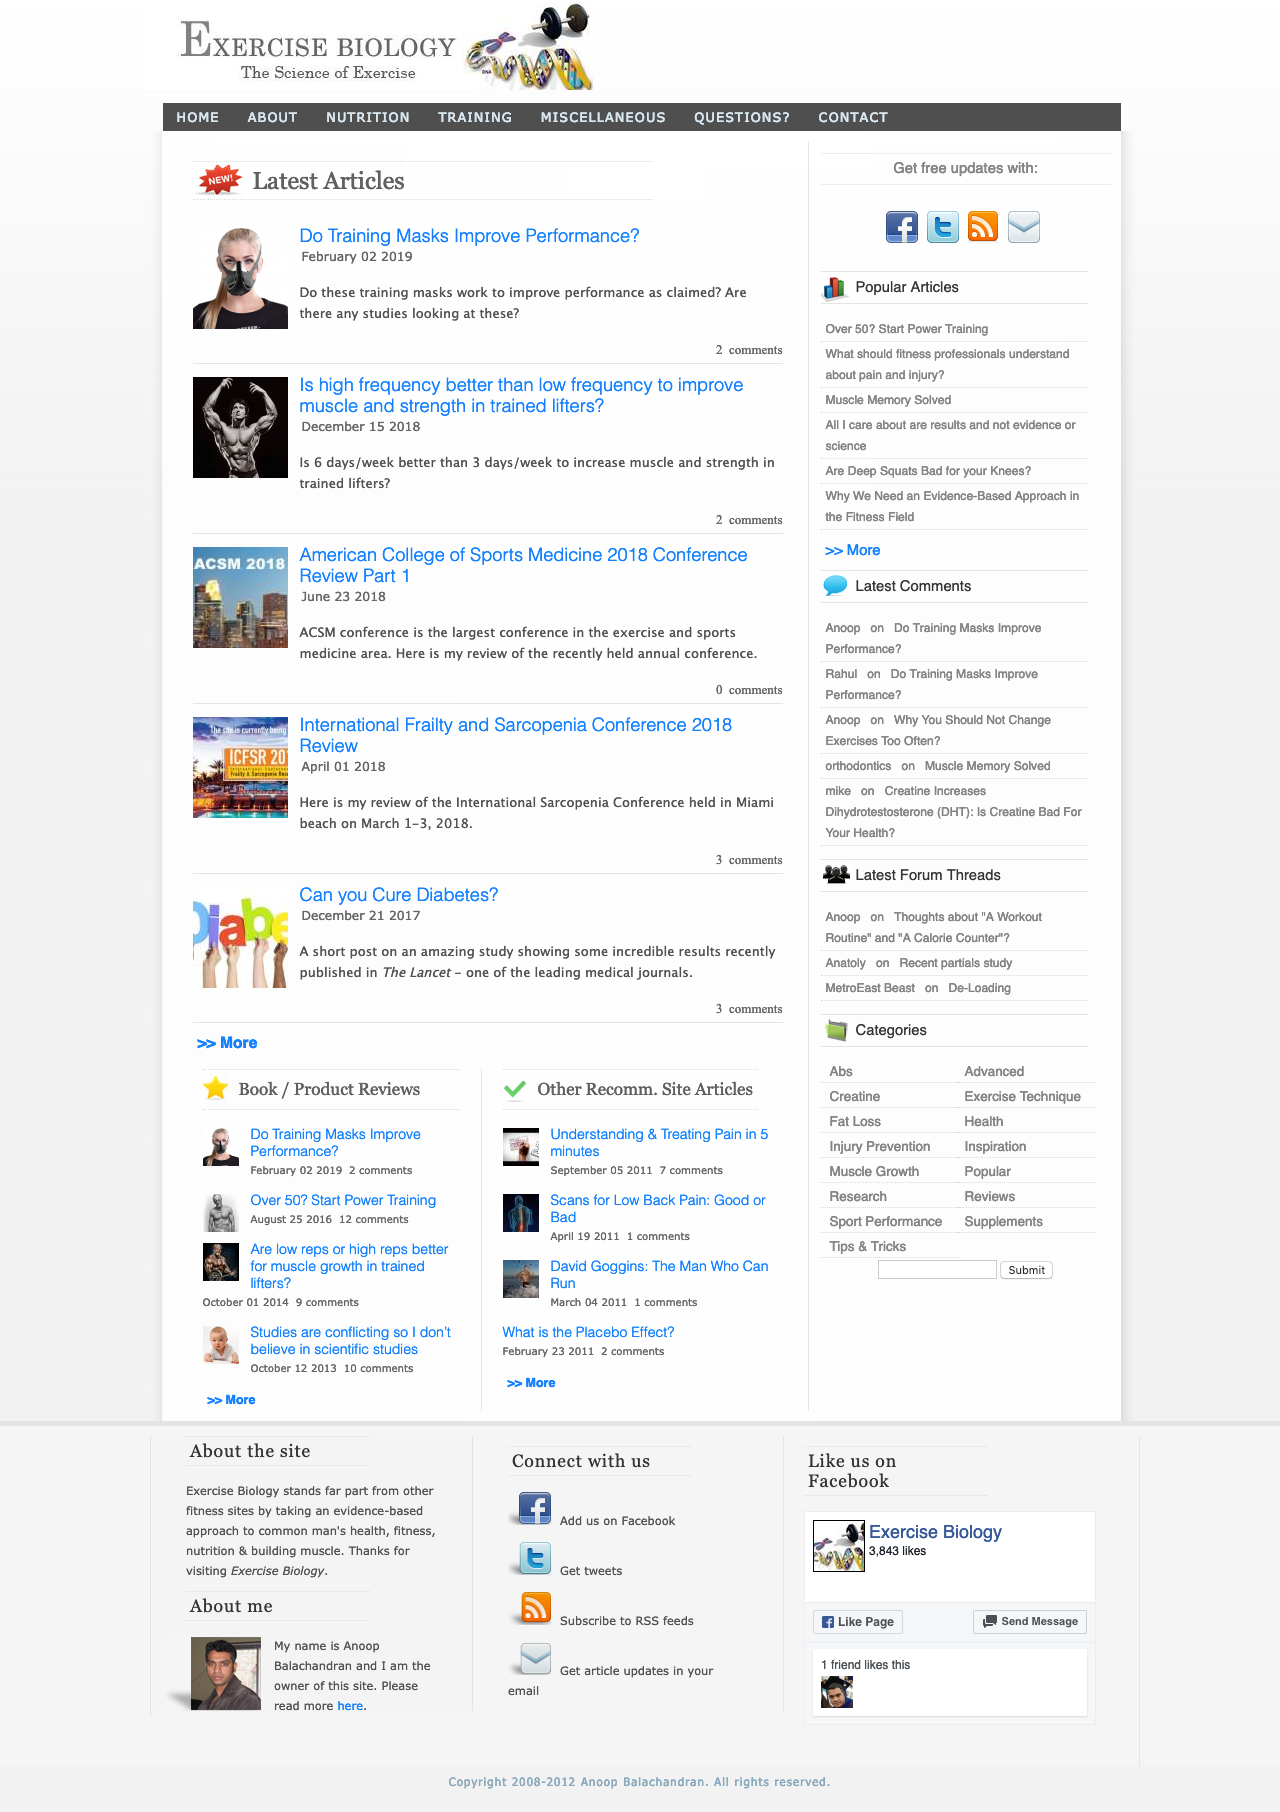 EXERCISE BIOLOGY
The Science of Exercise
DNA
HOME ABOUT NUTRITION TRAINING MISCELLANEOUS QUESTIONS? CONTACT
NEW! Latest Articles
Do Training Masks Improve Performance?
February 02 2019
Do these training masks work to improve performance as claimed? Are
there any studies looking at these?
2 comments
Is high frequency better than low frequency to improve
muscle and strength in trained lifters?
December 15 2018
Is 6 days/week better than 3 days/week to increase muscle and strength in
trained lifters?
2 comments
ACSM 2018
American College of Sports Medicine 2018 Conference
Review Part 1
June 23 2018
ACSM conference is the largest conference in the exercise and sports
medicine area. Here is my review of the recently held annual conference.
0 comments
The site is currently being
ICFSR 20
International Conference
Frailty & Sarcopenia Rese
International Frailty and Sarcopenia Conference 2018
Review
April 01 2018
Here is my review of the International Sarcopenia Conference held in Miami
beach on March 1-3, 2018.
3 comments
Diabe
Can you Cure Diabetes?
December 21 2017
A short post on an amazing study showing some incredible results recently
published in The Lancet - one of the leading medical journals.
3 comments
>> More
Book / Product Reviews
Do Training Masks Improve
Performance?
February 02 2019 2 comments
Over 50? Start Power Training
August 25 2016 12 comments
Are low reps or high reps better
for muscle growth in trained
lifters?
October 01 2014 9 comments
Studies are conflicting so I don't
believe in scientific studies
October 12 2013 10 comments
>> More
Other Recomm. Site Articles
Understanding & Treating Pain in 5
minutes
September 05 2011 7 comments
Scans for Low Back Pain: Good or
Bad
April 19 2011 1 comments
David Goggins: The Man Who Can
Run
March 04 2011 1 comments
What is the Placebo Effect?
February 23 2011 2 comments
>> More
Get free updates with:
Popular Articles
Over 50? Start Power Training
What should fitness professionals understand
about pain and injury?
Muscle Memory Solved
All I care about are results and not evidence or
science
Are Deep Squats Bad for your Knees?
Why We Need an Evidence-Based Approach in
the Fitness Field
>> More
Latest Comments
Anoop on Do Training Masks Improve
Performance?
Rahul on Do Training Masks Improve
Performance?
Anoop on Why You Should Not Change
Exercises Too Often?
orthodontics on Muscle Memory Solved
mike on Creatine Increases
Dihydrotestosterone (DHT): Is Creatine Bad For
Your Health?
Latest Forum Threads
Anoop on Thoughts about "A Workout
Routine" and "A Calorie Counter"?
Anatoly on Recent partials study
MetroEast Beast on De-Loading
Categories
Abs Advanced
Creatine Exercise Technique
Fat Loss Health
Injury Prevention Inspiration
Muscle Growth Popular
Research Reviews
Sport Performance Supplements
Tips & Tricks
Submit
About the site
Exercise Biology stands far part from other
fitness sites by taking an evidence-based
approach to common man's health, fitness,
nutrition & building muscle. Thanks for
visiting Exercise Biology.
About me
My name is Anoop
Balachandran and I am the
owner of this site. Please
read more here.
Connect with us
Add us on Facebook
Get tweets
Subscribe to RSS feeds
Get article updates in your
email
Like us on
Facebook
Exercise Biology
3,843 likes
Like Page Send Message
1 friend likes this
Copyright 2008-2012 Anoop Balachandran. All rights reserved.